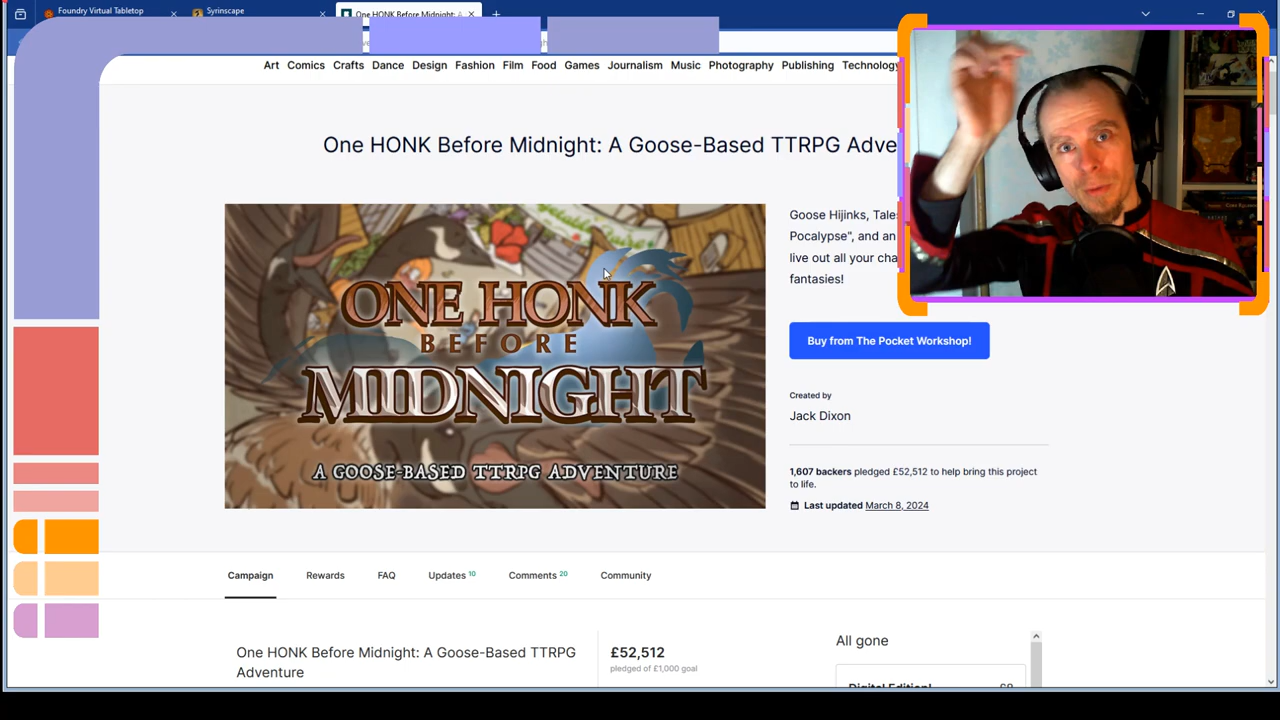 Foundry Virtual Tabletop
Syrinscape
One HONK Before Midnight: A
Art Comics Crafts Dance Design Fashion Film Food Games Journalism Music Photography Publishing Technology
One HONK Before Midnight: A Goose-Based TTRPG Adve
ONE HONK
BEFORE
MIDNIGHT
A GOOSE-BASED TTRPG ADVENTURE
Goose Hijinks, Tales
Pocalypse", and an
live out all your cha
fantasies!
Buy from The Pocket Workshop!
Created by
Jack Dixon
1,607 backers pledged £52,512 to help bring this project
to life.
Last updated March 8, 2024
Campaign Rewards FAQ Updates 10 Comments 20 Community
One HONK Before Midnight: A Goose-Based TTRPG
Adventure
£52,512
pledged of £1,000 goal
All gone
Digital Edition! £8